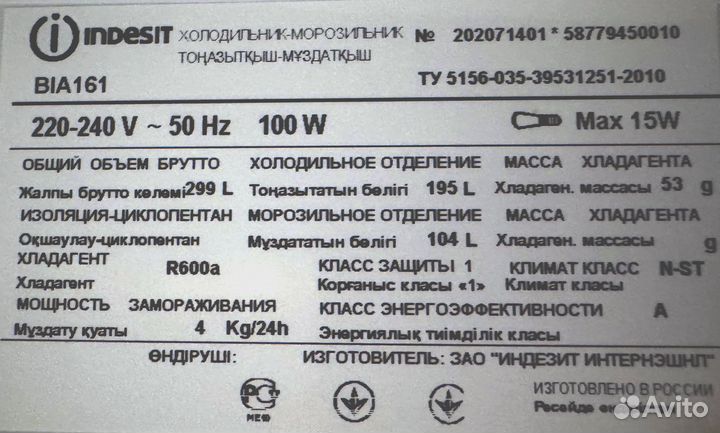 indesit ХОЛОДИЛЬНИК-МОРОЗИЛЬНИК № 202071401 * 58779450010
ТОҢАЗЫТҚЫШ-МҰЗДАТҚЫШ
BIA161 ТУ 5156-035-39531251-2010
220-240 V ~ 50 Hz 100 W Max 15W
ОБЩИЙ ОБЪЕМ БРУТТО ХОЛОДИЛЬНОЕ ОТДЕЛЕНИЕ МАССА ХЛАДАГЕНТА
Жалпы брутто көлемі 299 L Тоңазытатын бөлігі 195 L Хладаген. массасы 53 g
ИЗОЛЯЦИЯ-ЦИКЛОПЕНТАН МОРОЗИЛЬНОЕ ОТДЕЛЕНИЕ МАССА ХЛАДАГЕНТА
Оқшаулау-циклопентан Мұздататын бөлігі 104 L Хладаген. массасы g
ХЛАДАГЕНТ R600a КЛАСС ЗАЩИТЫ 1 КЛИМАТ КЛАСС N-ST
Хладагент Корғаныс класы «1» Климат класы
МОЩНОСТЬ ЗАМОРАЖИВАНИЯ КЛАСС ЭНЕРГОЭФФЕКТИВНОСТИ A
Мұздату қуаты 4 Kg/24h Энергиялық тиімділік класы
ӨНДІРУШІ: ИЗГОТОВИТЕЛЬ: ЗАО "ИНДЕЗИТ ИНТЕРНЭШНЛ"
РСТ ИЗГОТОВЛЕНО В РОССИИ
МЕ10 Ресейде
Avito